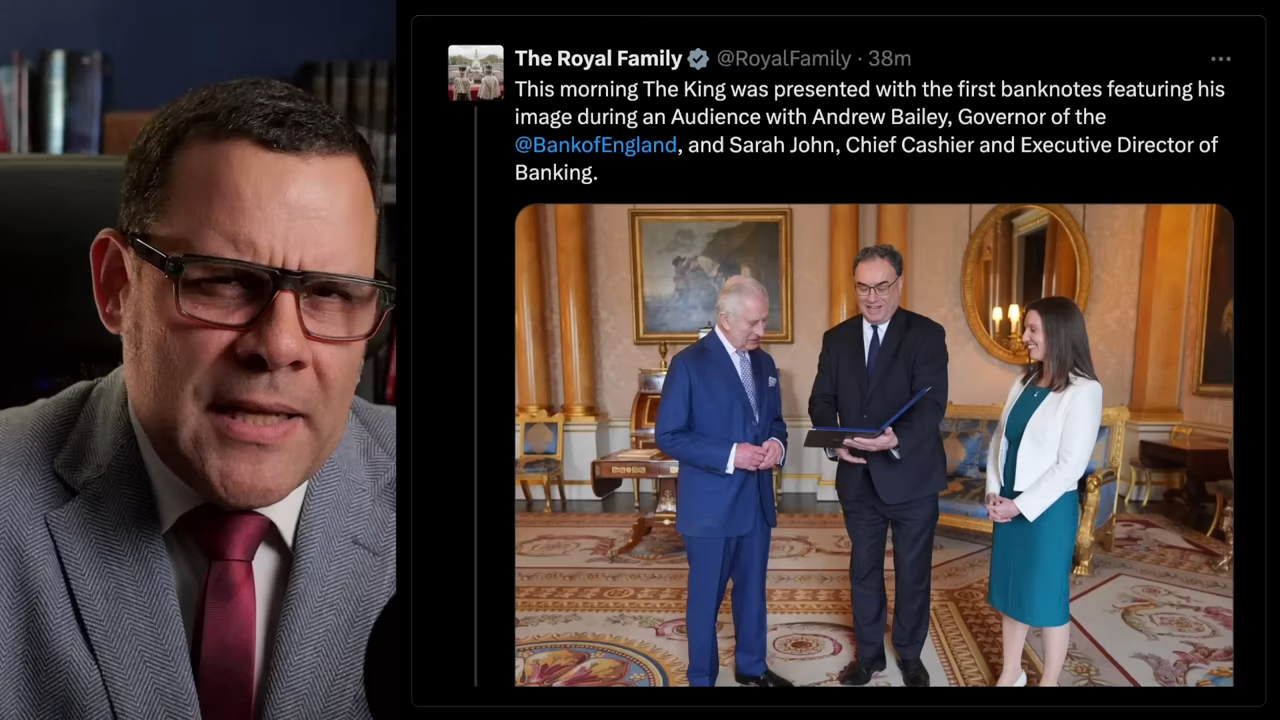 The Royal Family @RoyalFamily · 38m
This morning The King was presented with the first banknotes featuring his
image during an Audience with Andrew Bailey, Governor of the
@BankofEngland, and Sarah John, Chief Cashier and Executive Director of
Banking.